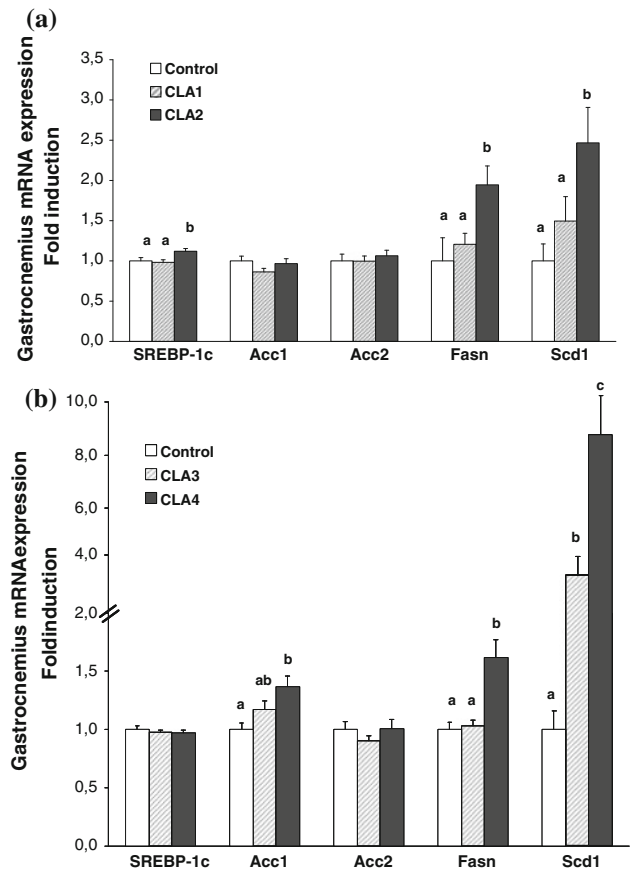 (a)
Gastrocnemius mRNA expression
Fold induction
3,5
3,0
2,5
2,0
1,5
1,0
0,5
0,0
Control
CLA1
CLA2
a a b
a a b
a a b
SREBP-1c Acc1 Acc2 Fasn Scd1
(b)
Gastrocnemius mRNAexpression
Foldinduction
10,0
8,0
6,0
4,0
2,0
1,5
1,0
0,5
0,0
Control
CLA3
CLA4
a ab b
a a b
a b c
SREBP-1c Acc1 Acc2 Fasn Scd1